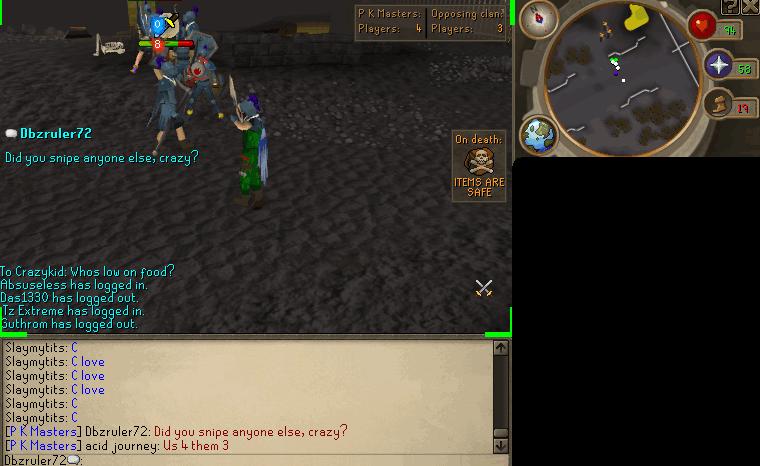 P K Masters: Opposing clan:
Players: 4 Players: 3
0
8
94
58
19
Dbzruler72
Did you snipe anyone else, crazy?
On death:
ITEMS ARE
SAFE
To Crazykid: Whos low on food?
Absuseless has logged in.
Das1330 has logged out.
Tz Extreme has logged in.
Guthrom has logged out.
Slaymytits: C
Slaymytits: C love
Slaymytits: C love
Slaymytits: C love
Slaymytits: C
Slaymytits: C
[P K Masters] Dbzruler72: Did you snipe anyone else, crazy?
[P K Masters] acid journey: Us 4 them 3
Dbzruler72: